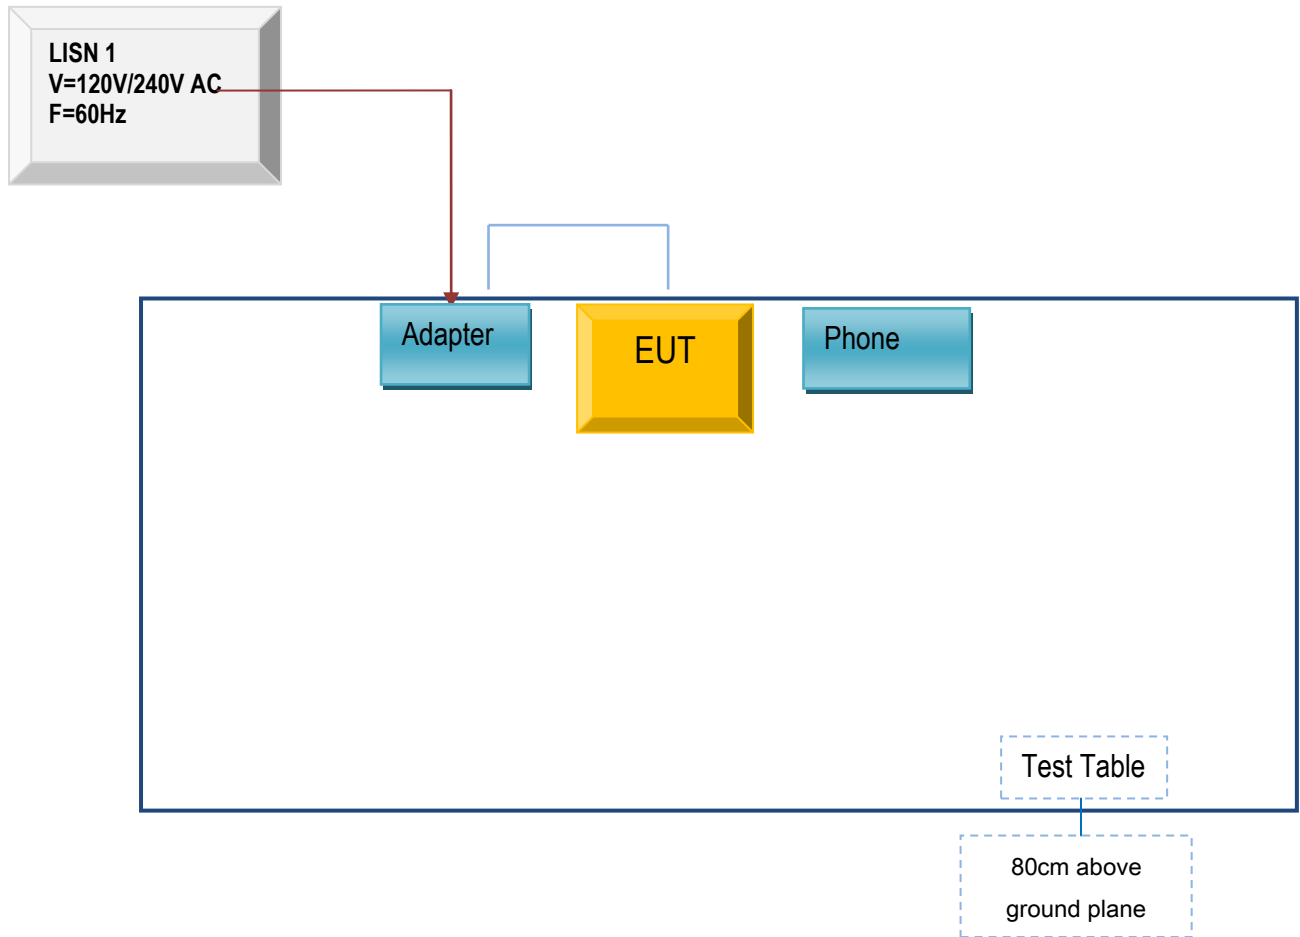 LISN 1
V=120V/240V AC
F=60Hz
Adapter
EUT
Phone
Test Table
80cm above
ground plane